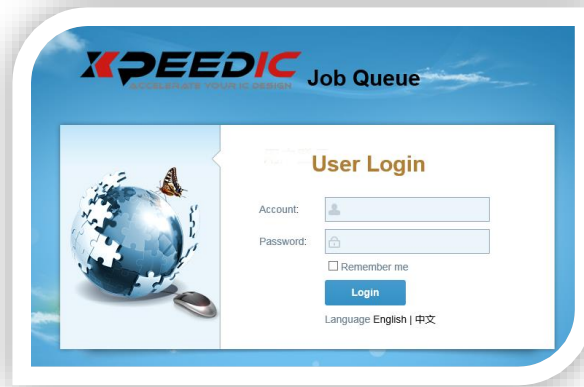 XPEEDIC Job Queue
ACCELERATE YOUR IC DESIGN
User Login
Account:
Password:
Remember me
Login
Language English | 中文